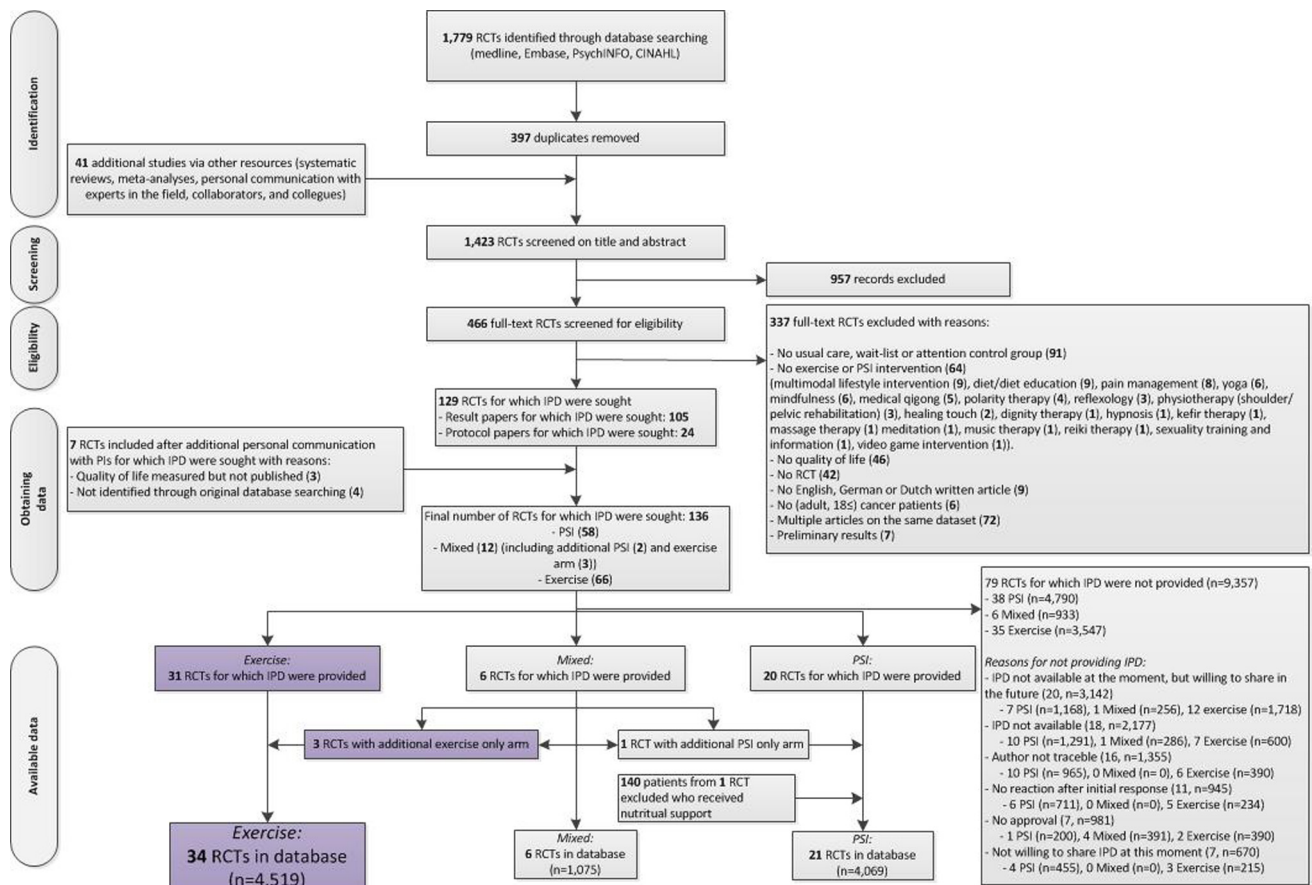 Identification
1,779 RCTs identified through database searching
(medline, Embase, PsychINFO, CINAHL)
397 duplicates removed
41 additional studies via other resources (systematic
reviews, meta-analyses, personal communication with
experts in the field, collaborators, and collegues)
Screening
1,423 RCTs screened on title and abstract
957 records excluded
Eligibility
466 full-text RCTs screened for eligibility
337 full-text RCTs excluded with reasons:
- No usual care, wait-list or attention control group (91)
- No exercise or PSI intervention (64)
(multimodal lifestyle intervention (9), diet/diet education (9), pain management (8), yoga (6),
mindfulness (6), medical qigong (5), polarity therapy (4), reflexology (3), physiotherapy (shoulder/
pelvic rehabilitation) (3), healing touch (2), dignity therapy (1), hypnosis (1), kefir therapy (1),
massage therapy (1) meditation (1), music therapy (1), reiki therapy (1), sexuality training and
information (1), video game intervention (1)).
- No quality of life (46)
- No RCT (42)
- No English, German or Dutch written article (9)
- No (adult, 18≤) cancer patients (6)
- Multiple articles on the same dataset (72)
- Preliminary results (7)
129 RCTs for which IPD were sought
- Result papers for which IPD were sought: 105
- Protocol papers for which IPD were sought: 24
Obtaining
data
7 RCTs included after additional personal communication
with PIs for which IPD were sought with reasons:
- Quality of life measured but not published (3)
- Not identified through original database searching (4)
Final number of RCTs for which IPD were sought: 136
- PSI (58)
- Mixed (12) (including additional PSI (2) and exercise
arm (3))
- Exercise (66)
79 RCTs for which IPD were not provided (n=9,357)
- 38 PSI (n=4,790)
- 6 Mixed (n=933)
- 35 Exercise (n=3,547)
Reasons for not providing IPD:
- IPD not available at the moment, but willing to share in
the future (20, n=3,142)
- 7 PSI (n=1,168), 1 Mixed (n=256), 12 exercise (n=1,718)
- IPD not available (18, n=2,177)
- 10 PSI (n=1,291), 1 Mixed (n=286), 7 Exercise (n=600)
- Author not traceble (16, n=1,355)
- 10 PSI (n= 965), 0 Mixed (n= 0), 6 Exercise (n=390)
- No reaction after initial response (11, n=945)
- 6 PSI (n=711), 0 Mixed (n=0), 5 Exercise (n=234)
- No approval (7, n=981)
- 1 PSI (n=200), 4 Mixed (n=391), 2 Exercise (n=390)
- Not willing to share IPD at this moment (7, n=670)
- 4 PSI (n=455), 0 Mixed (n=0), 3 Exercise (n=215)
Available data
Exercise:
31 RCTs for which IPD were provided
Mixed:
6 RCTs for which IPD were provided
PSI:
20 RCTs for which IPD were provided
3 RCTs with additional exercise only arm
1 RCT with additional PSI only arm
140 patients from 1 RCT
excluded who received
nutritual support
Exercise:
34 RCTs in database
(n=4,519)
Mixed:
6 RCTs in database
(n=1,075)
PSI:
21 RCTs in database
(n=4,069)